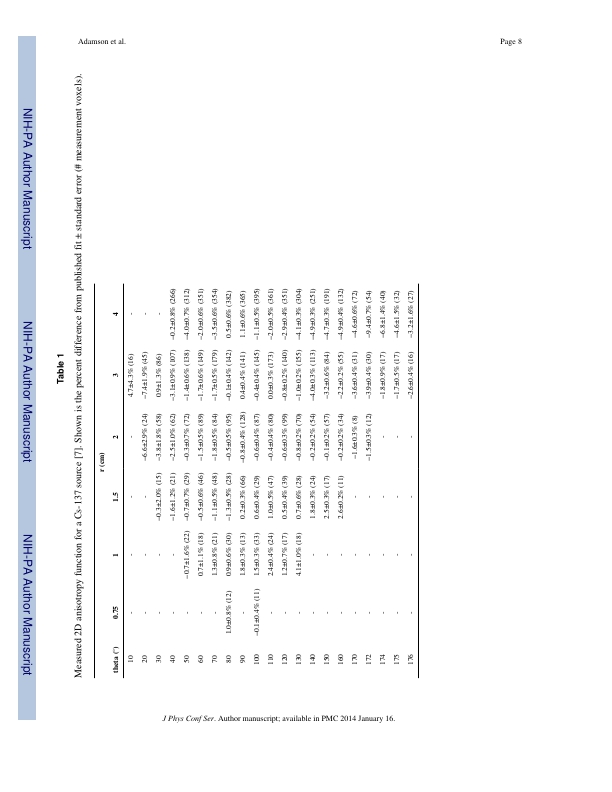 Adamson et al.
Page 8
NIH-PA Author Manuscript
NIH-PA Author Manuscript
NIH-PA Author Manuscript
Table 1
Measured 2D anisotropy function for a Cs-137 source [7]. Shown is the percent difference from published fit ± standard error (# measurement voxels).
r (cm)
theta (°) 0.75 1 1.5 2 3 4
10 - - - - 4.7±4.3% (16) -
20 - - - −6.6±2.9% (24) −7.4±1.9% (45) -
30 - - −0.3±2.0% (15) −3.8±1.8% (58) 0.9±1.3% (86) -
40 - - −1.6±1.2% (21) −2.5±1.0% (62) −3.1±0.9% (107) −0.2±0.8% (266)
50 - −0.7±1.6% (22) −0.7±0.7% (29) −0.3±0.7% (72) −1.4±0.6% (138) −4.0±0.7% (312)
60 - 0.7±1.1% (18) −0.5±0.6% (46) −1.5±0.5% (89) −1.7±0.6% (149) −2.0±0.6% (351)
70 - 1.3±0.8% (21) −1.1±0.5% (48) −1.8±0.5% (84) −1.7±0.5% (179) −3.5±0.6% (354)
80 1.0±0.8% (12) 0.9±0.6% (30) −1.3±0.5% (28) −0.5±0.5% (95) −0.1±0.4% (142) 0.5±0.6% (382)
90 - 1.8±0.3% (13) 0.2±0.3% (66) −0.8±0.4% (128) 0.4±0.4% (141) 1.1±0.6% (365)
100 −0.1±0.4% (11) 1.5±0.3% (33) 0.6±0.4% (29) −0.6±0.4% (87) −0.4±0.4% (145) −1.1±0.5% (395)
110 - 2.4±0.4% (24) 1.0±0.5% (47) −0.4±0.4% (80) 0.0±0.3% (173) −2.0±0.5% (361)
120 - 1.2±0.7% (17) 0.5±0.4% (39) −0.6±0.3% (99) −0.8±0.2% (140) −2.9±0.4% (351)
130 - 4.1±1.0% (18) 0.7±0.6% (28) −0.8±0.2% (70) −1.0±0.2% (155) −4.1±0.3% (304)
140 - - 1.8±0.3% (24) −0.2±0.2% (54) −4.0±0.3% (113) −4.9±0.3% (251)
150 - - 2.5±0.3% (17) −0.1±0.2% (57) −3.2±0.6% (84) −4.7±0.3% (191)
160 - - 2.6±0.2% (11) −0.2±0.2% (34) −2.2±0.2% (55) −4.9±0.4% (132)
170 - - - −1.6±0.3% (8) −3.6±0.4% (31) −4.6±0.6% (72)
172 - - - −1.5±0.3% (12) −3.9±0.4% (30) −9.4±0.7% (54)
174 - - - - −1.8±0.9% (17) −6.8±1.4% (40)
175 - - - - −1.7±0.5% (17) −4.6±1.5% (32)
176 - - - - −2.6±0.4% (16) −3.2±1.6% (27)
J Phys Conf Ser. Author manuscript; available in PMC 2014 January 16.